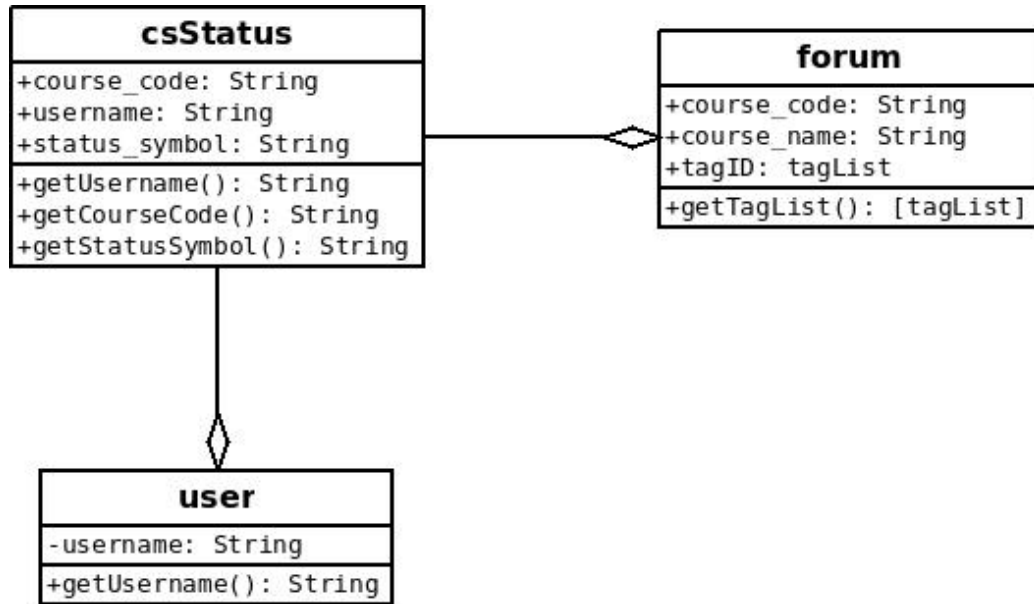 csStatus
+course_code: String
+username: String
+status_symbol: String
+getUsername(): String
+getCourseCode(): String
+getStatusSymbol(): String
forum
+course_code: String
+course_name: String
+tagID: tagList
+getTagList(): [tagList]
user
-username: String
+getUsername(): String